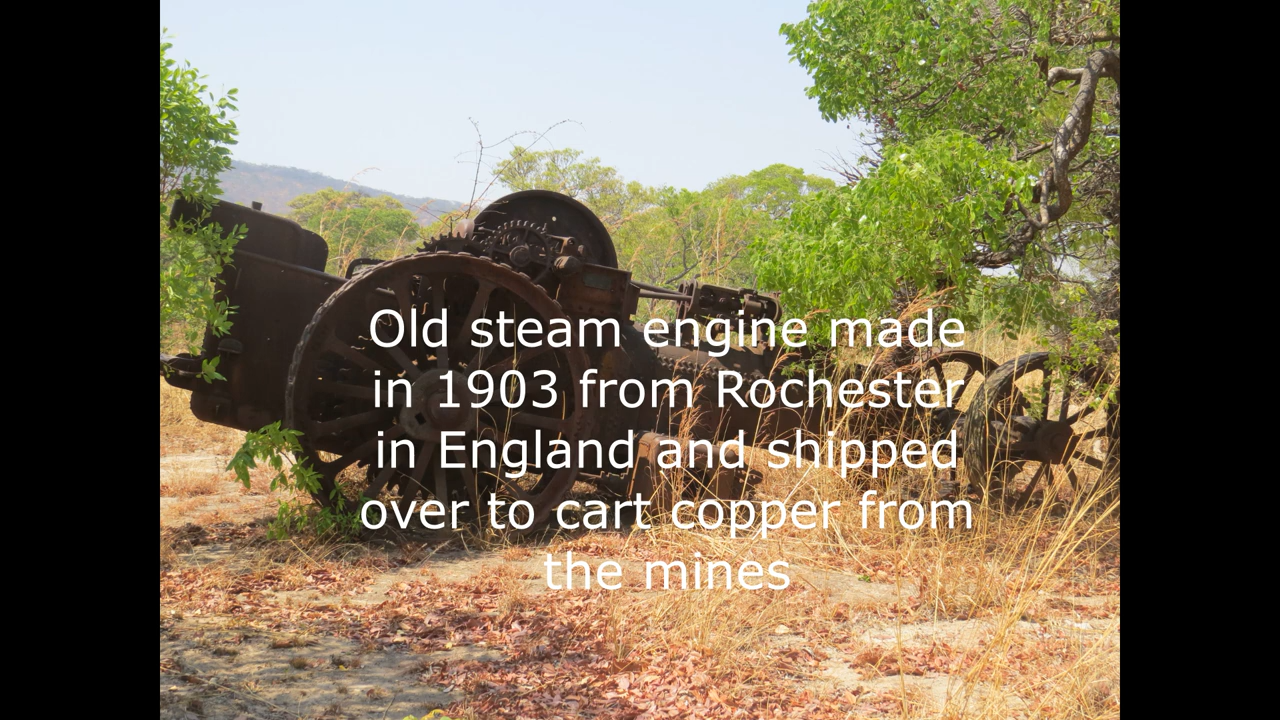 Old steam engine made
in 1903 from Rochester
in England and shipped
over to cart copper from
the mines